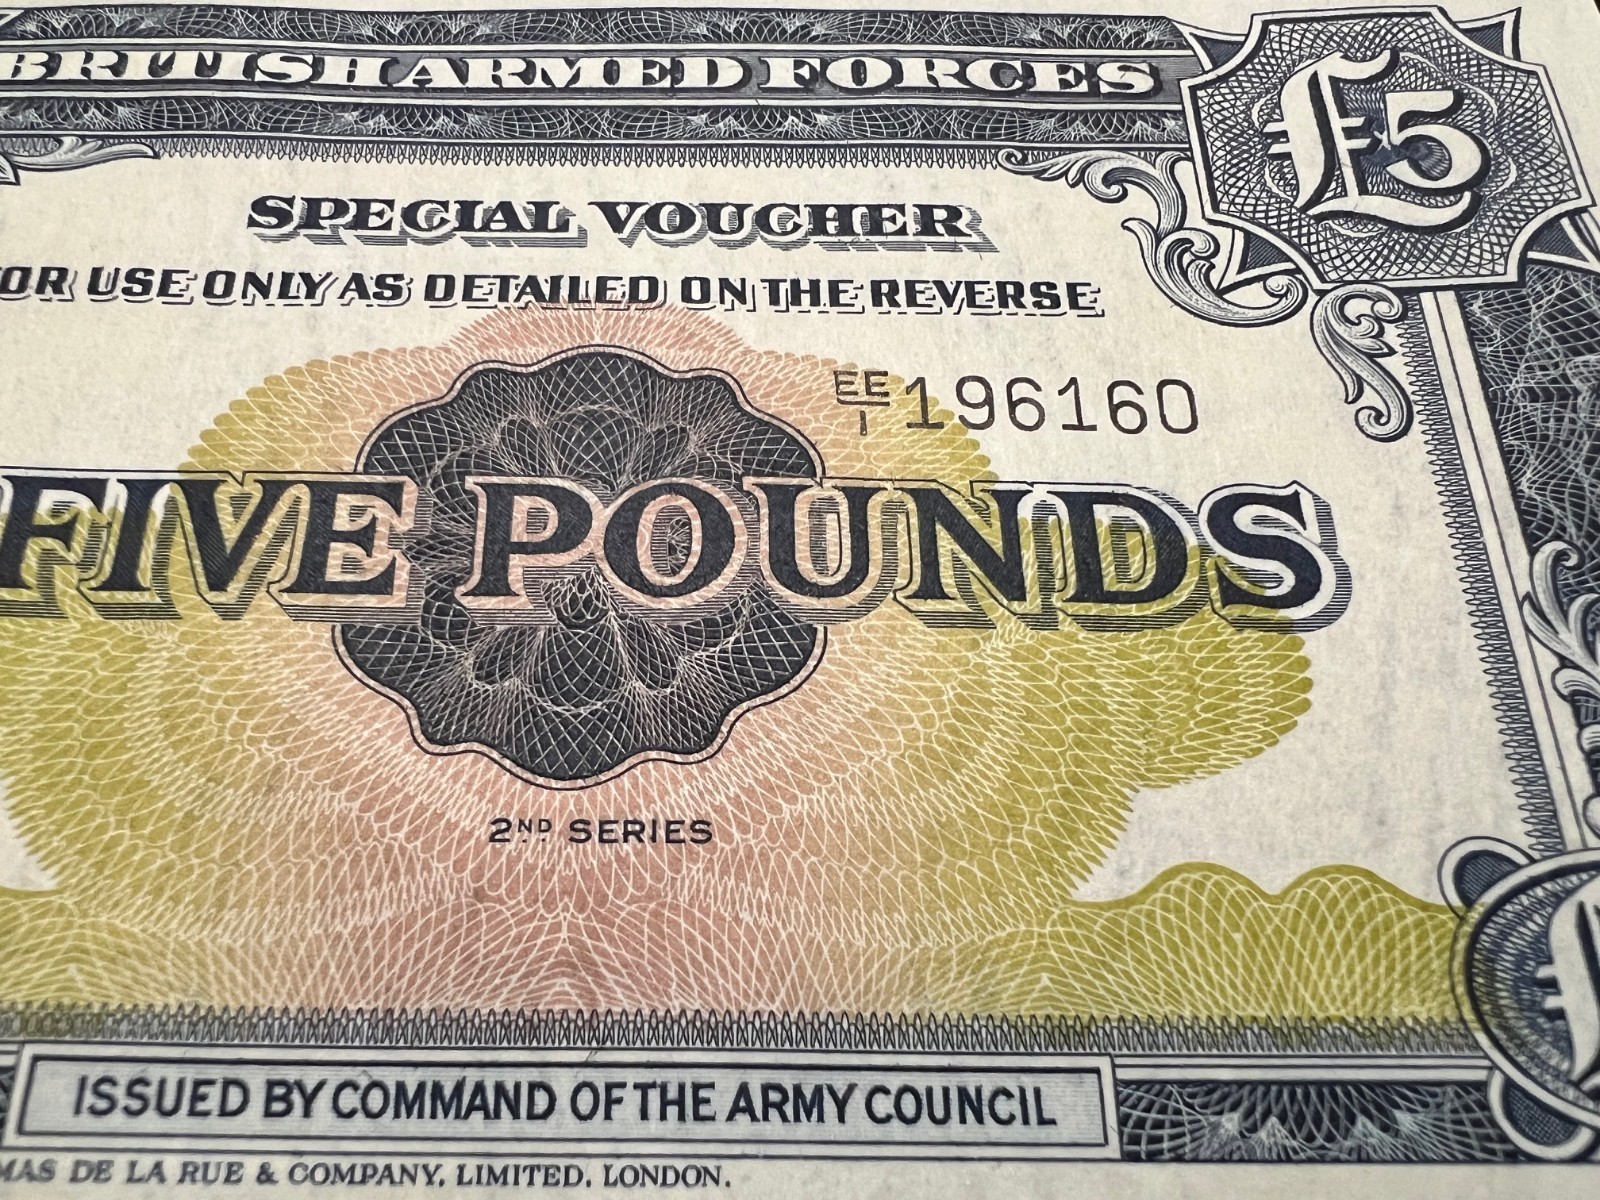 BRITISH ARMED FORCES
£5
SPECIAL VOUCHER
OR USE ONLY AS DETAILED ON THE REVERSE
EE/1 196160
FIVE POUNDS
2ND SERIES
ISSUED BY COMMAND OF THE ARMY COUNCIL
MAS DE LA RUE & COMPANY, LIMITED, LONDON.